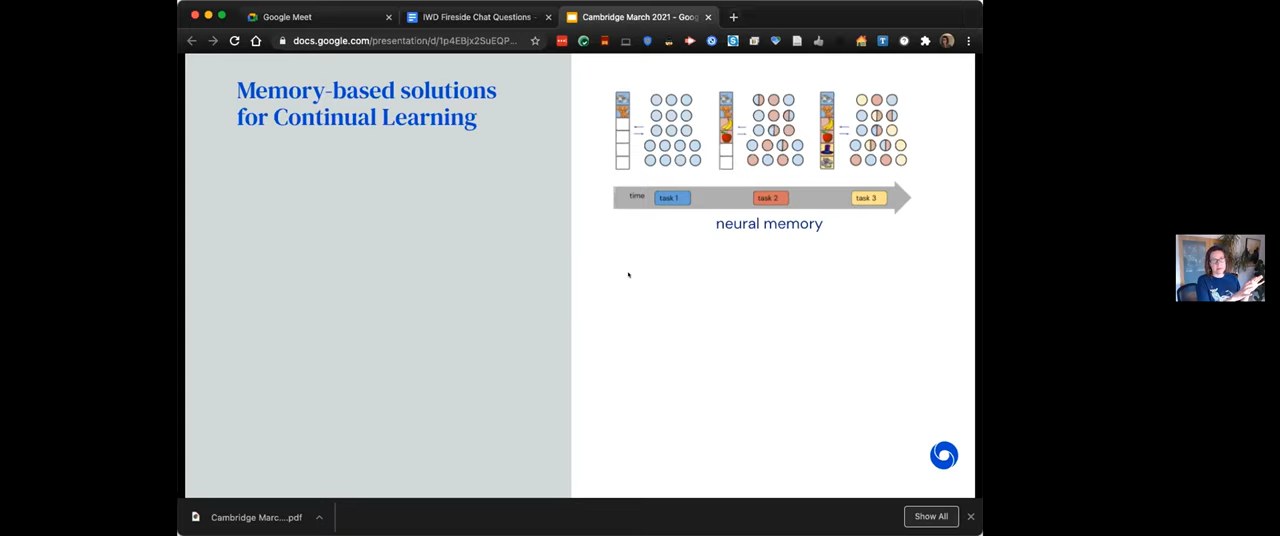 Google Meet
IWD Fireside Chat Questions -
Cambridge March 2021 - Goog
docs.google.com/presentation/d/1p4EBjx2SuEQP...
Memory-based solutions
for Continual Learning
time
task 1
task 2
task 3
neural memory
Cambridge Marc....pdf
Show All